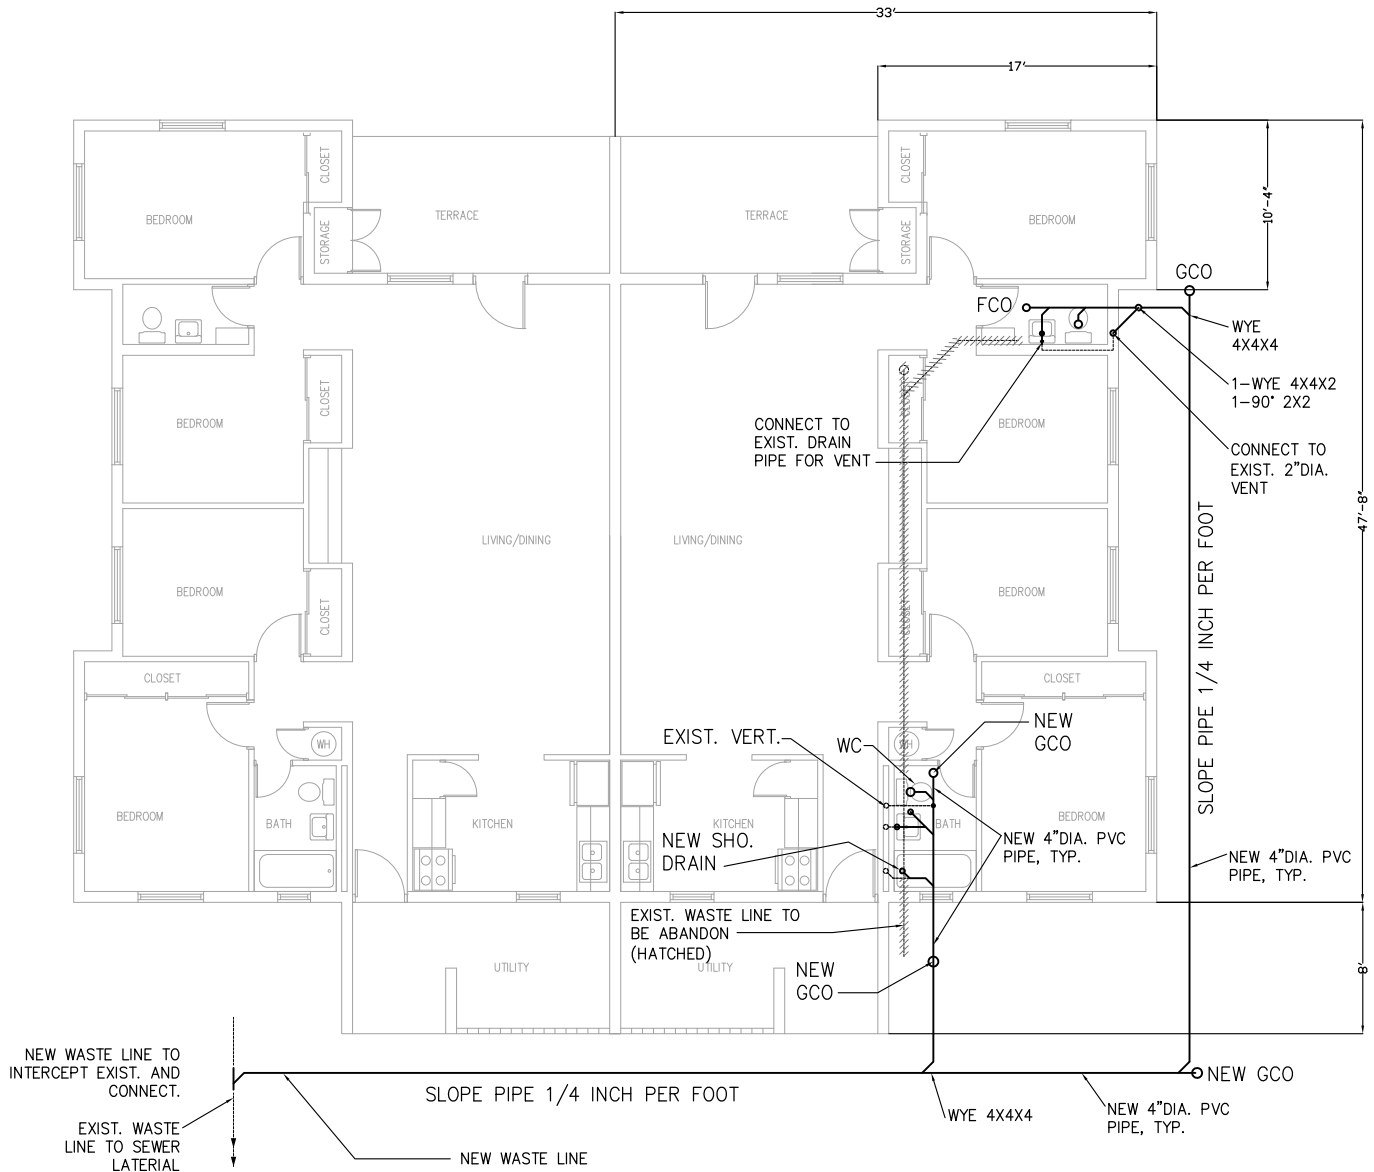 33'
17'
CLOSET
CLOSET
10'-4"
BEDROOM
TERRACE
TERRACE
BEDROOM
STORAGE
STORAGE
GCO
FCO
WYE
4X4X4
1-WYE 4X4X2
1-90° 2X2
CLOSET
BEDROOM
BEDROOM
CONNECT TO
EXIST. DRAIN
PIPE FOR VENT
CONNECT TO
EXIST. 2"DIA.
VENT
47'-8"
SLOPE PIPE 1/4 INCH PER FOOT
LIVING/DINING
LIVING/DINING
BEDROOM
BEDROOM
CLOSET
CLOSET
CLOSET
CLOSET
NEW
GCO
EXIST. VERT.
WC
WH
WH
BEDROOM
BATH
KITCHEN
KITCHEN
BATH
BEDROOM
NEW SHO.
DRAIN
NEW 4"DIA. PVC
PIPE, TYP.
NEW 4"DIA. PVC
PIPE, TYP.
EXIST. WASTE LINE TO
BE ABANDON
(HATCHED)
UTILITY
UTILITY
NEW
GCO
8'
NEW WASTE LINE TO
INTERCEPT EXIST. AND
CONNECT.
SLOPE PIPE 1/4 INCH PER FOOT
NEW GCO
WYE 4X4X4
NEW 4"DIA. PVC
PIPE, TYP.
EXIST. WASTE
LINE TO SEWER
LATERIAL
NEW WASTE LINE